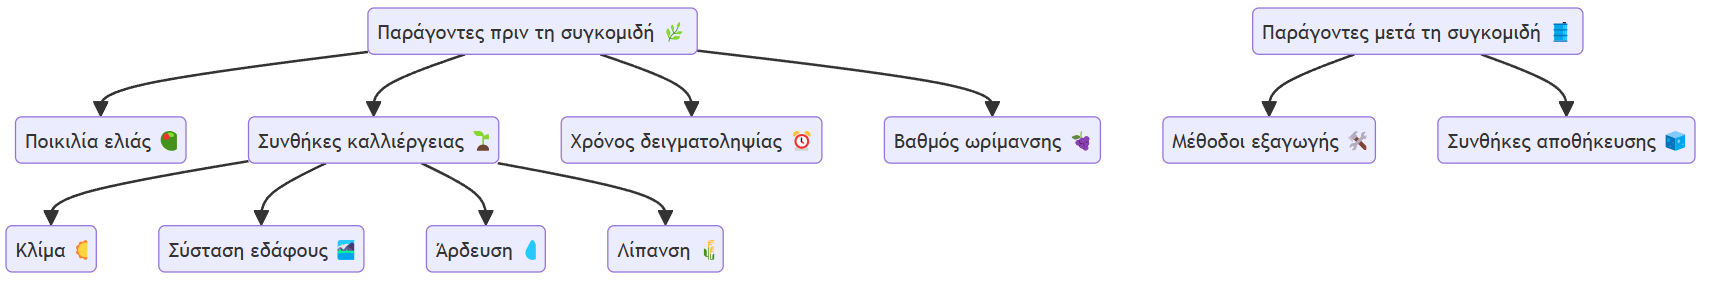 Παράγοντες πριν τη συγκομιδή 🌿
Παράγοντες μετά τη συγκομιδή 🛢️
Ποικιλία ελιάς 🫒
Συνθήκες καλλιέργειας 🌱
Χρόνος δειγματοληψίας ⏰
Βαθμός ωρίμανσης 🍇
Μέθοδοι εξαγωγής 🛠️
Συνθήκες αποθήκευσης 🧊
Κλίμα ☀️
Σύσταση εδάφους 🏞️
Άρδευση 💧
Λίπανση 🌾